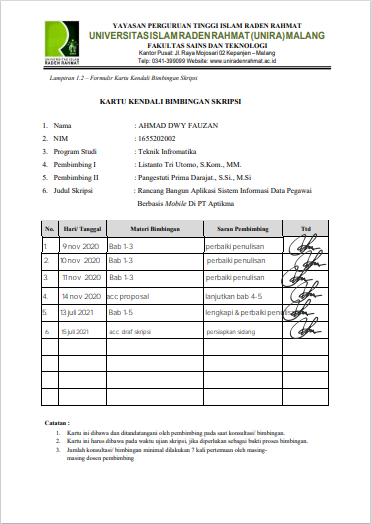 YAYASAN PERGURUAN TINGGI ISLAM RADEN RAHMAT
UNIVERSITAS ISLAM RADEN RAHMAT (UNIRA) MALANG
FAKULTAS SAINS DAN TEKNOLOGI
Kantor Pusat: Jl. Raya Mojosari 02 Kepanjen – Malang
Telp: 0341-399099 Website: www.uniradenrahmat.ac.id
UNIVERSITAS ISLAM
RADEN RAHMAT
Lampiran 1.2 – Formulir Kartu Kendali Bimbingan Skripsi
KARTU KENDALI BIMBINGAN SKRIPSI
1. Nama : AHMAD DWY FAUZAN
2. NIM : 1655202002
3. Program Studi : Teknik Infromatika
4. Pembimbing I : Listanto Tri Utomo, S.Kom., MM.
5. Pembimbing II : Pangestuti Prima Darajat., S.Si., M.Si
6. Judul Skripsi : Rancang Bangun Aplikasi Sistem Informasi Data Pegawai
Berbasis Mobile Di PT Aptikma
No. Hari/ Tanggal Materi Bimbingan Saran Pembimbing Ttd
1. 9 nov 2020 Bab 1-3 perbaiki penulisan
2. 10 nov 2020 Bab 1-3 perbaiki penulisan
3. 11 nov 2020 Bab 1-3 perbaiki penulisan
4. 14 nov 2020 acc proposal lanjutkan bab 4-5
5. 13 juli 2021 Bab 1-5 lengkapi & perbaiki penulisan
6. 15 juli 2021 acc draf skripsi persiapkan sidang
Catatan :
1. Kartu ini dibawa dan ditandatangani oleh pembimbing pada saat konsultasi/ bimbingan.
2. Kartu ini harus dibawa pada waktu ujian skripsi, jika diperlukan sebagai bukti proses bimbingan.
3. Jumlah konsultasi/ bimbingan minimal dilakukan 7 kali pertemuan oleh masing-
masing dosen pembimbing